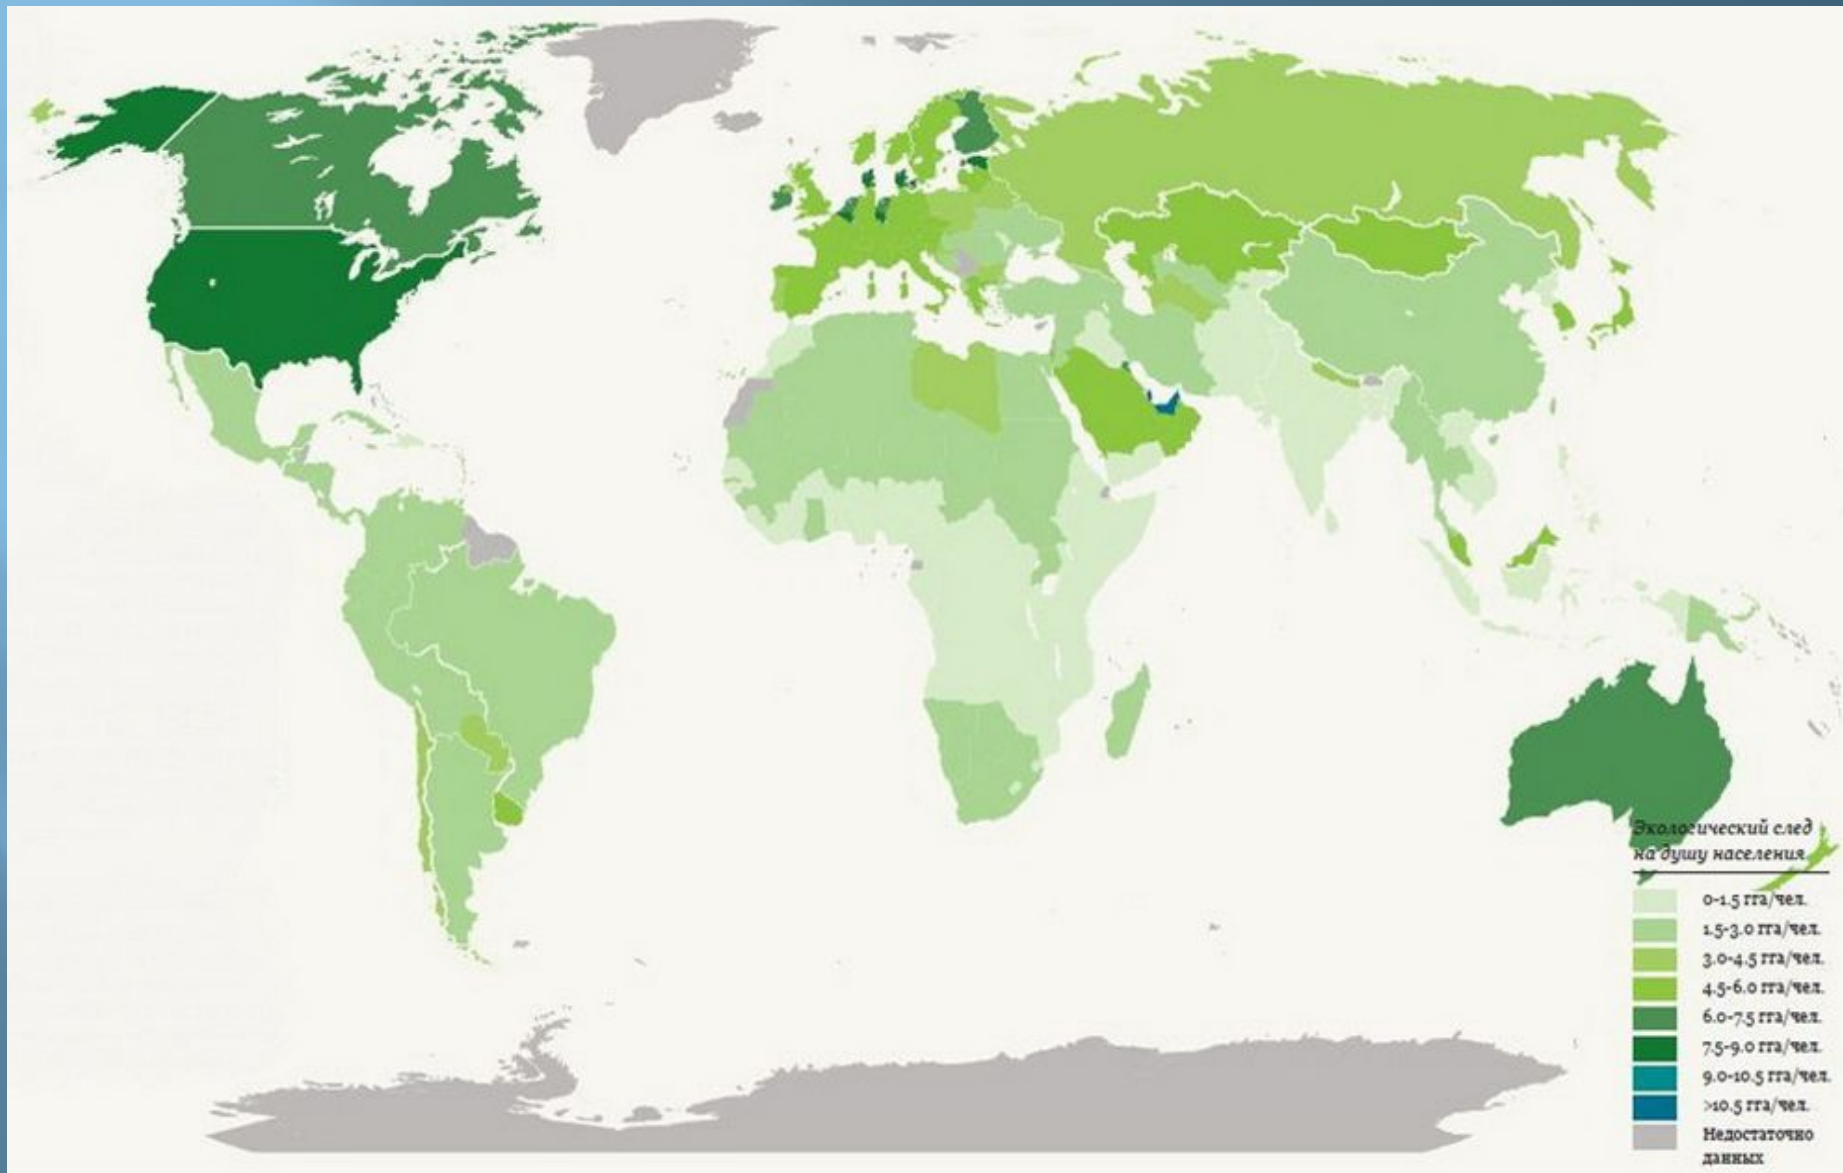 Экологический след
на душу населения
0-1.5 гга/чел.
1.5-3.0 гга/чел.
3.0-4.5 гга/чел.
4.5-6.0 гга/чел.
6.0-7.5 гга/чел.
7.5-9.0 гга/чел.
9.0-10.5 гга/чел.
>10.5 гга/чел.
Недостаточно
данных